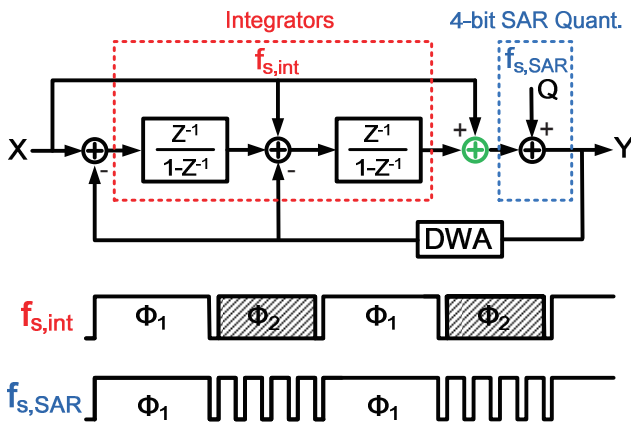 Integrators
4-bit SAR Quant.
fs,int
fs,SAR
Q
X
+
-
Z-1
1-Z-1
+
-
Z-1
1-Z-1
+
+
+
+
Y
DWA
fs,int
Φ1
Φ2
Φ1
Φ2
fs,SAR
Φ1
Φ1